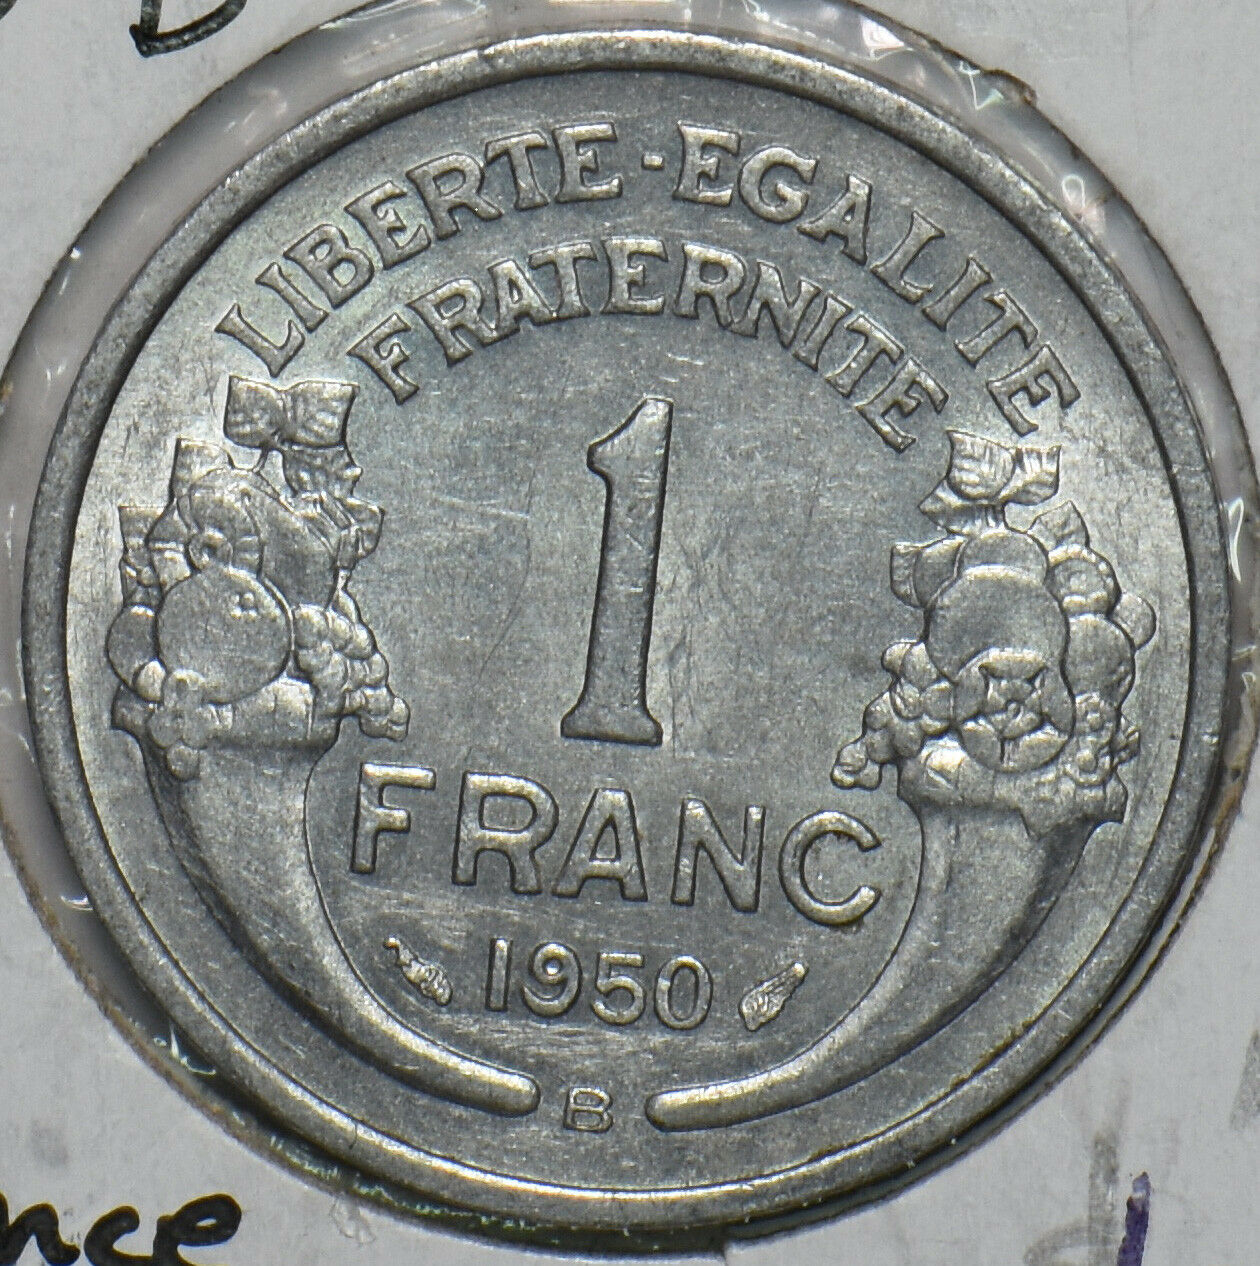 LIBERTE - EGALITE
FRATERNITE
1
FRANC
1950
B
nce